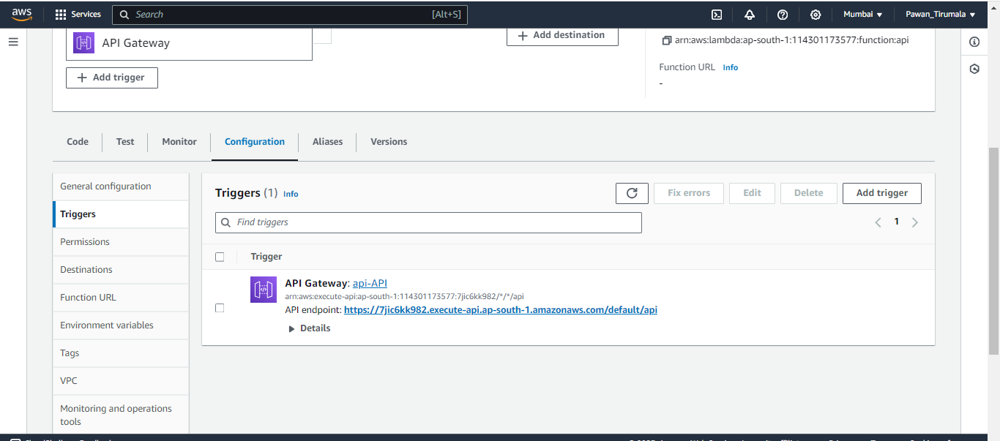 aws
Services
Search
[Alt+S]
Mumbai
Pawan_Tirumala
API Gateway
Add trigger
Add destination
arn:aws:lambda:ap-south-1:114301173577:function:api
Function URL Info
-
Code
Test
Monitor
Configuration
Aliases
Versions
General configuration
Triggers
Permissions
Destinations
Function URL
Environment variables
Tags
VPC
Monitoring and operations
tools
Triggers (1) Info
Fix errors
Edit
Delete
Add trigger
Find triggers
1
Trigger
API Gateway: api-API
arn:aws:execute-api:ap-south-1:114301173577:7jic6kk982/*/*/api
API endpoint: https://7jic6kk982.execute-api.ap-south-1.amazonaws.com/default/api
Details